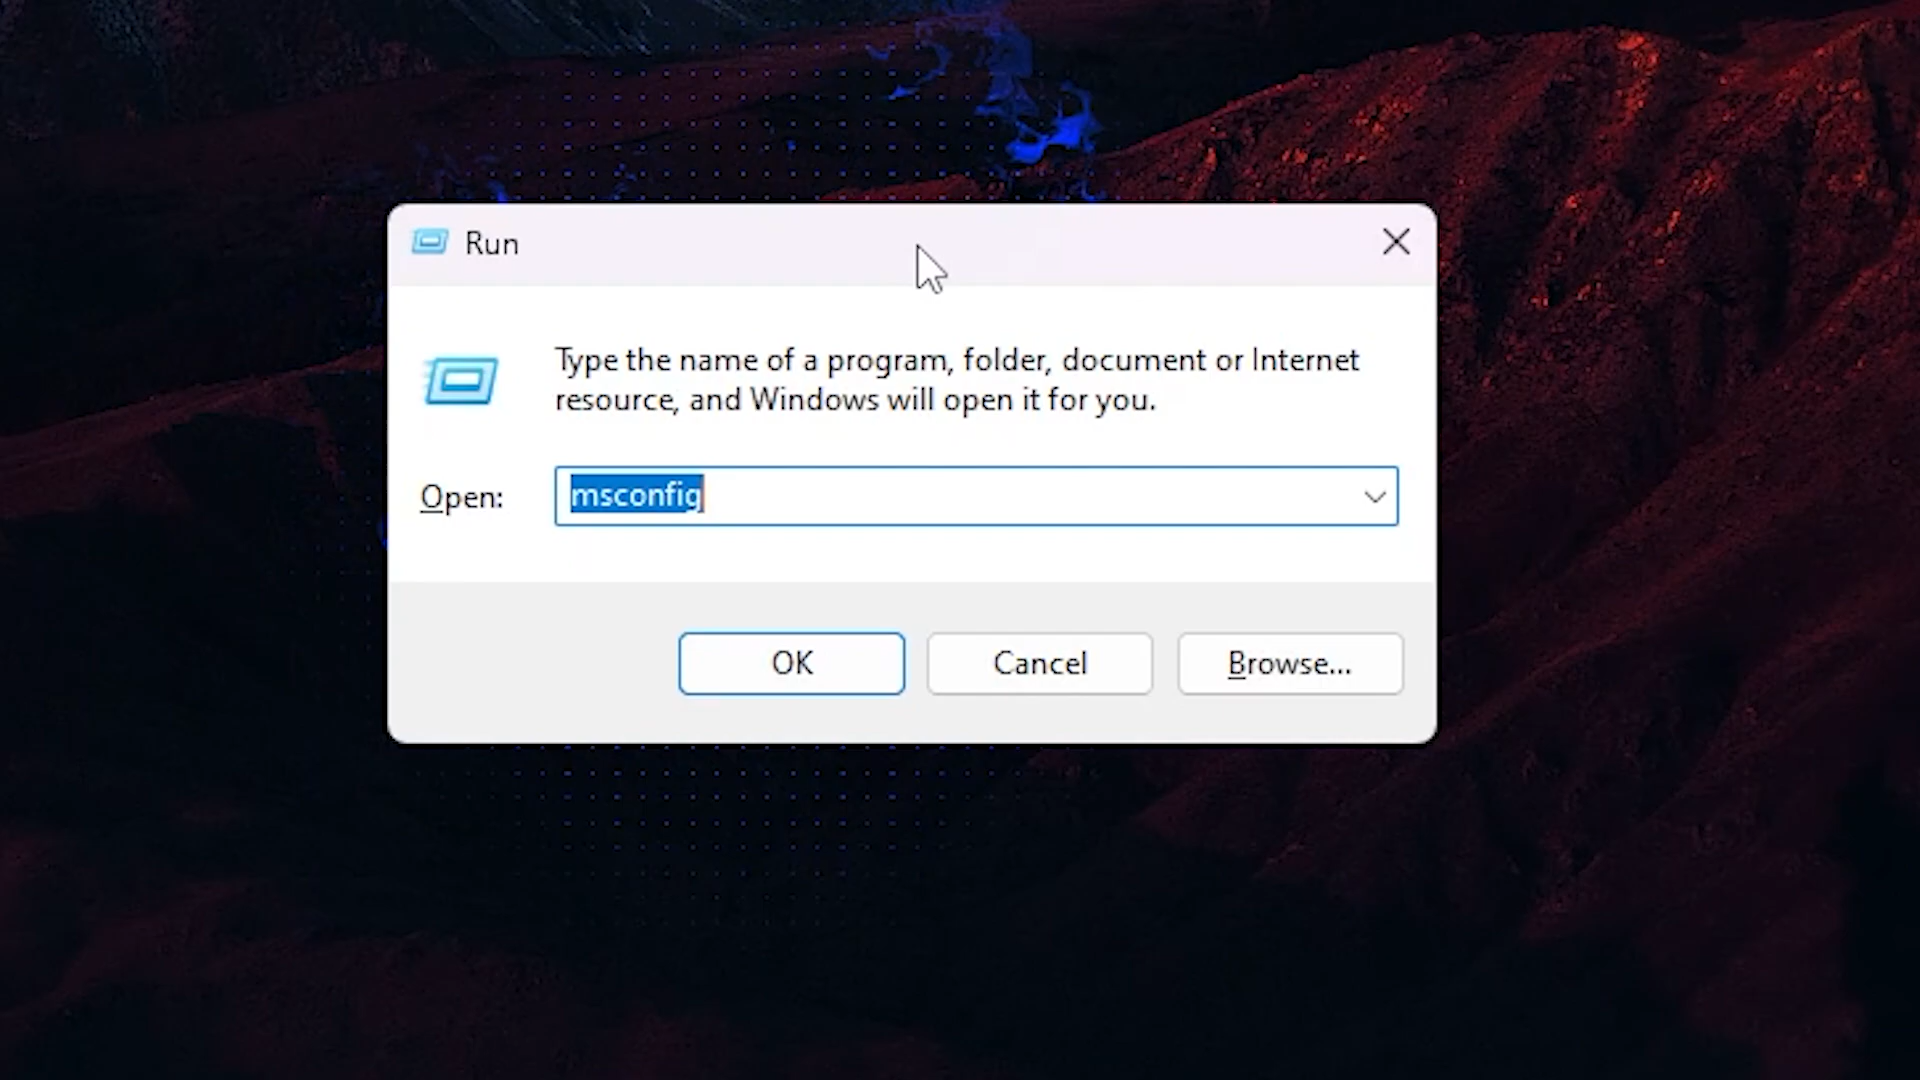 Run
Type the name of a program, folder, document or Internet
resource, and Windows will open it for you.
Open: msconfig
OK Cancel Browse...